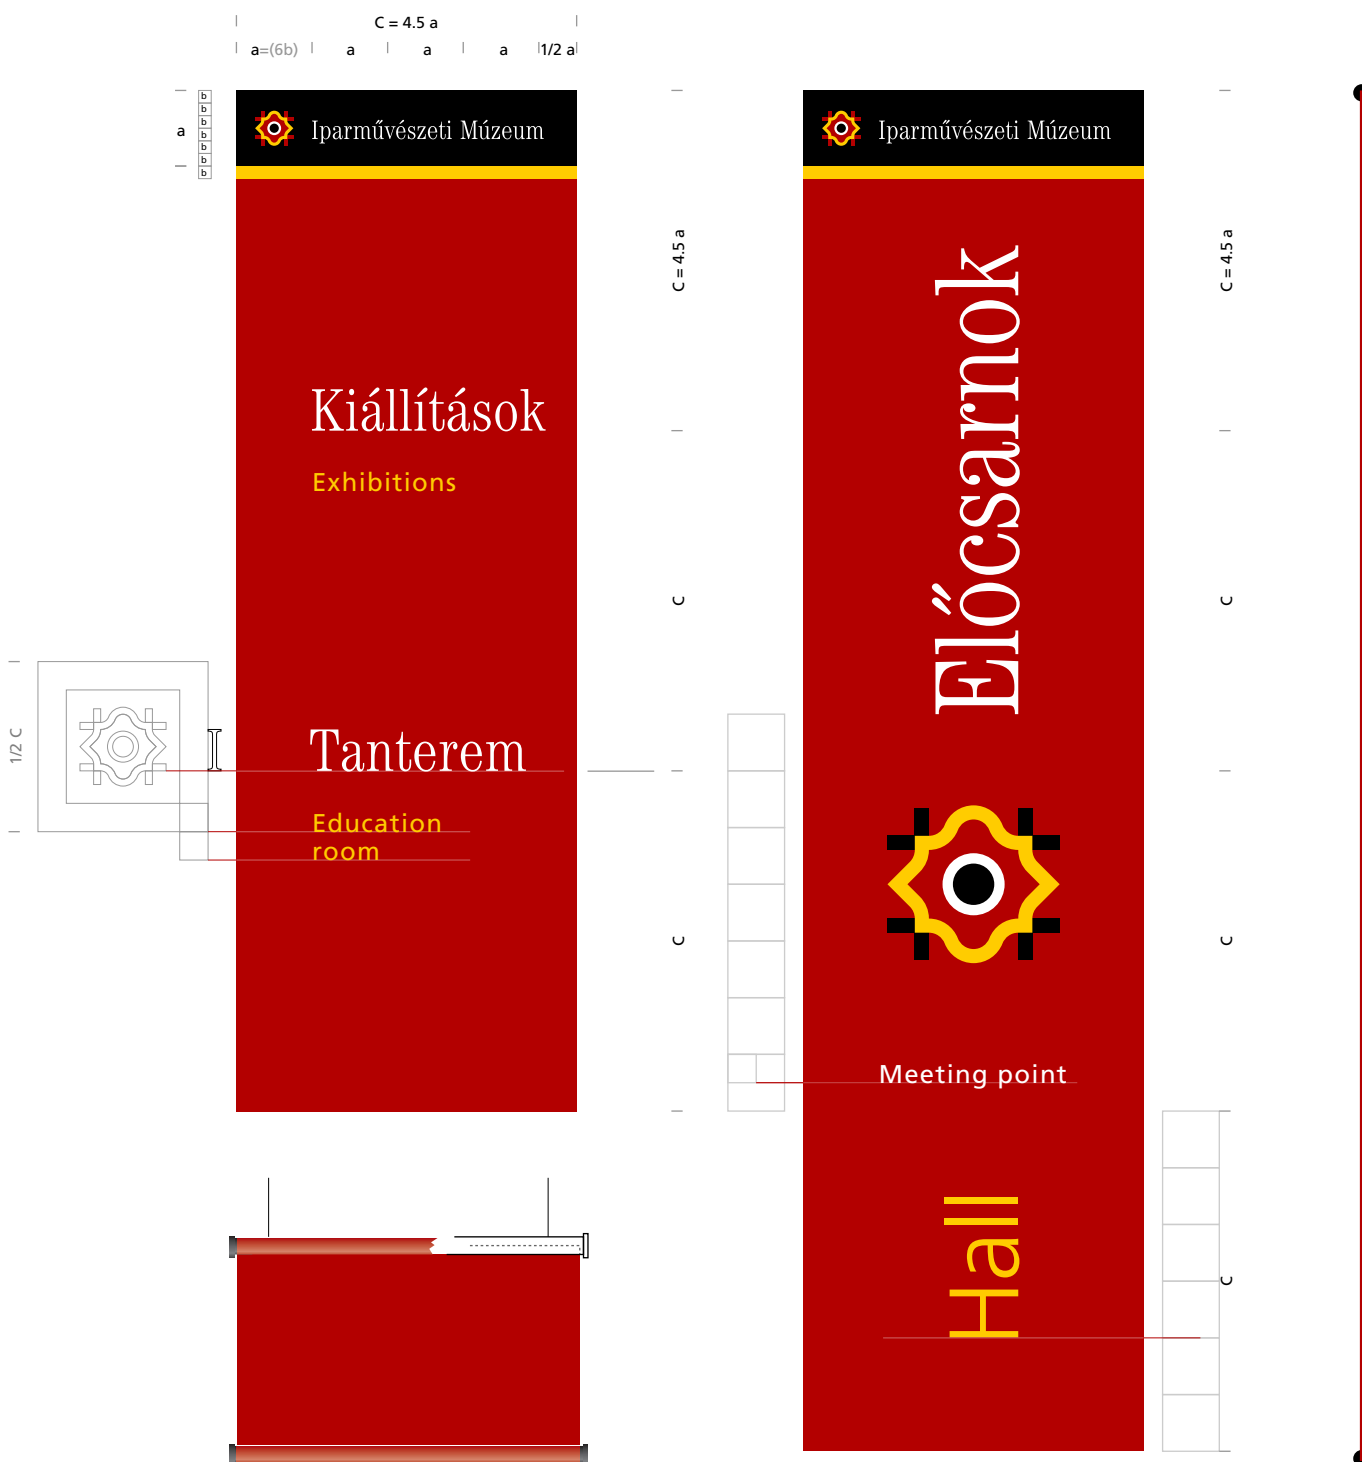 C = 4.5 a
a=(6b)
a
a
a
1/2 a
a
b
b
b
b
b
b
b
Iparművészeti Múzeum
Kiállítások
Exhibitions
Tanterem
Education
room
1/2 C
I
C = 4.5 a
C
C
Iparművészeti Múzeum
Előcsarnok
Meeting point
Hall
C = 4.5 a
C
C
C